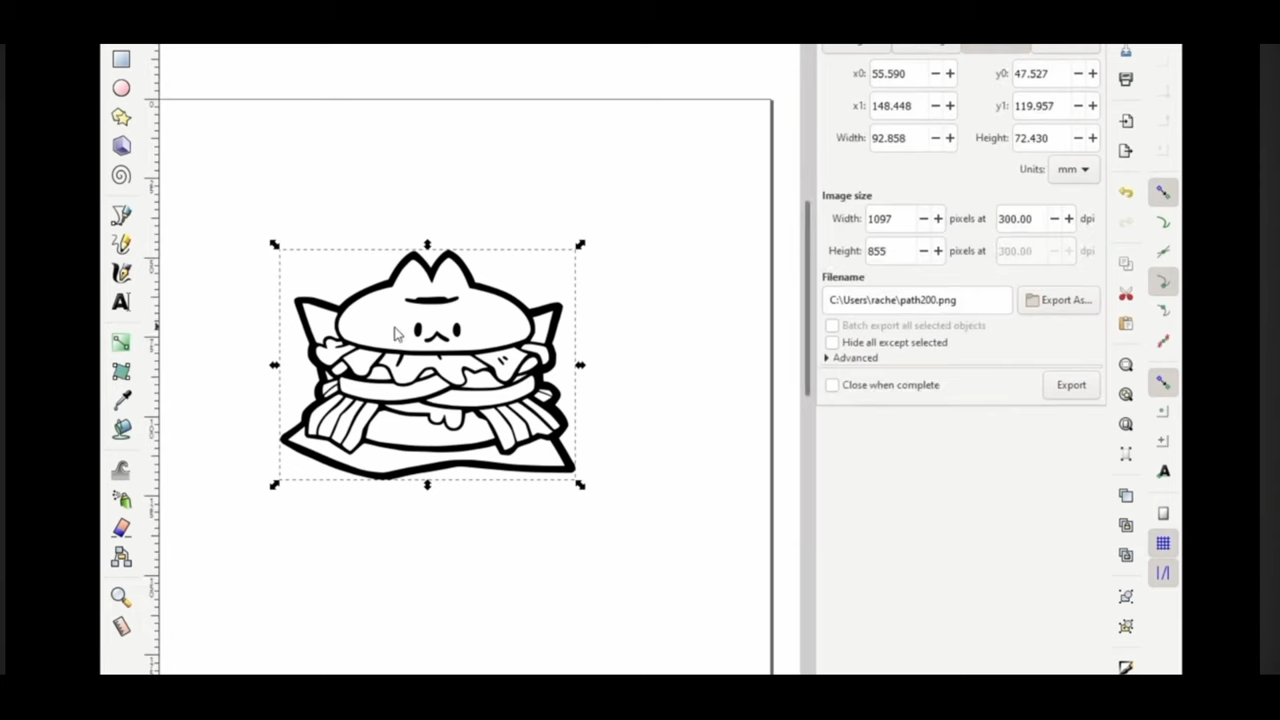 x0: 55.590 y0: 47.527
x1: 148.448 y1: 119.957
Width: 92.858 Height: 72.430
Units: mm
Image size
Width: 1097 pixels at 300.00 dpi
Height: 855 pixels at 300.00 dpi
Filename
C:\Users\rache\path200.png Export As...
Batch export all selected objects
Hide all except selected
Advanced
Close when complete Export